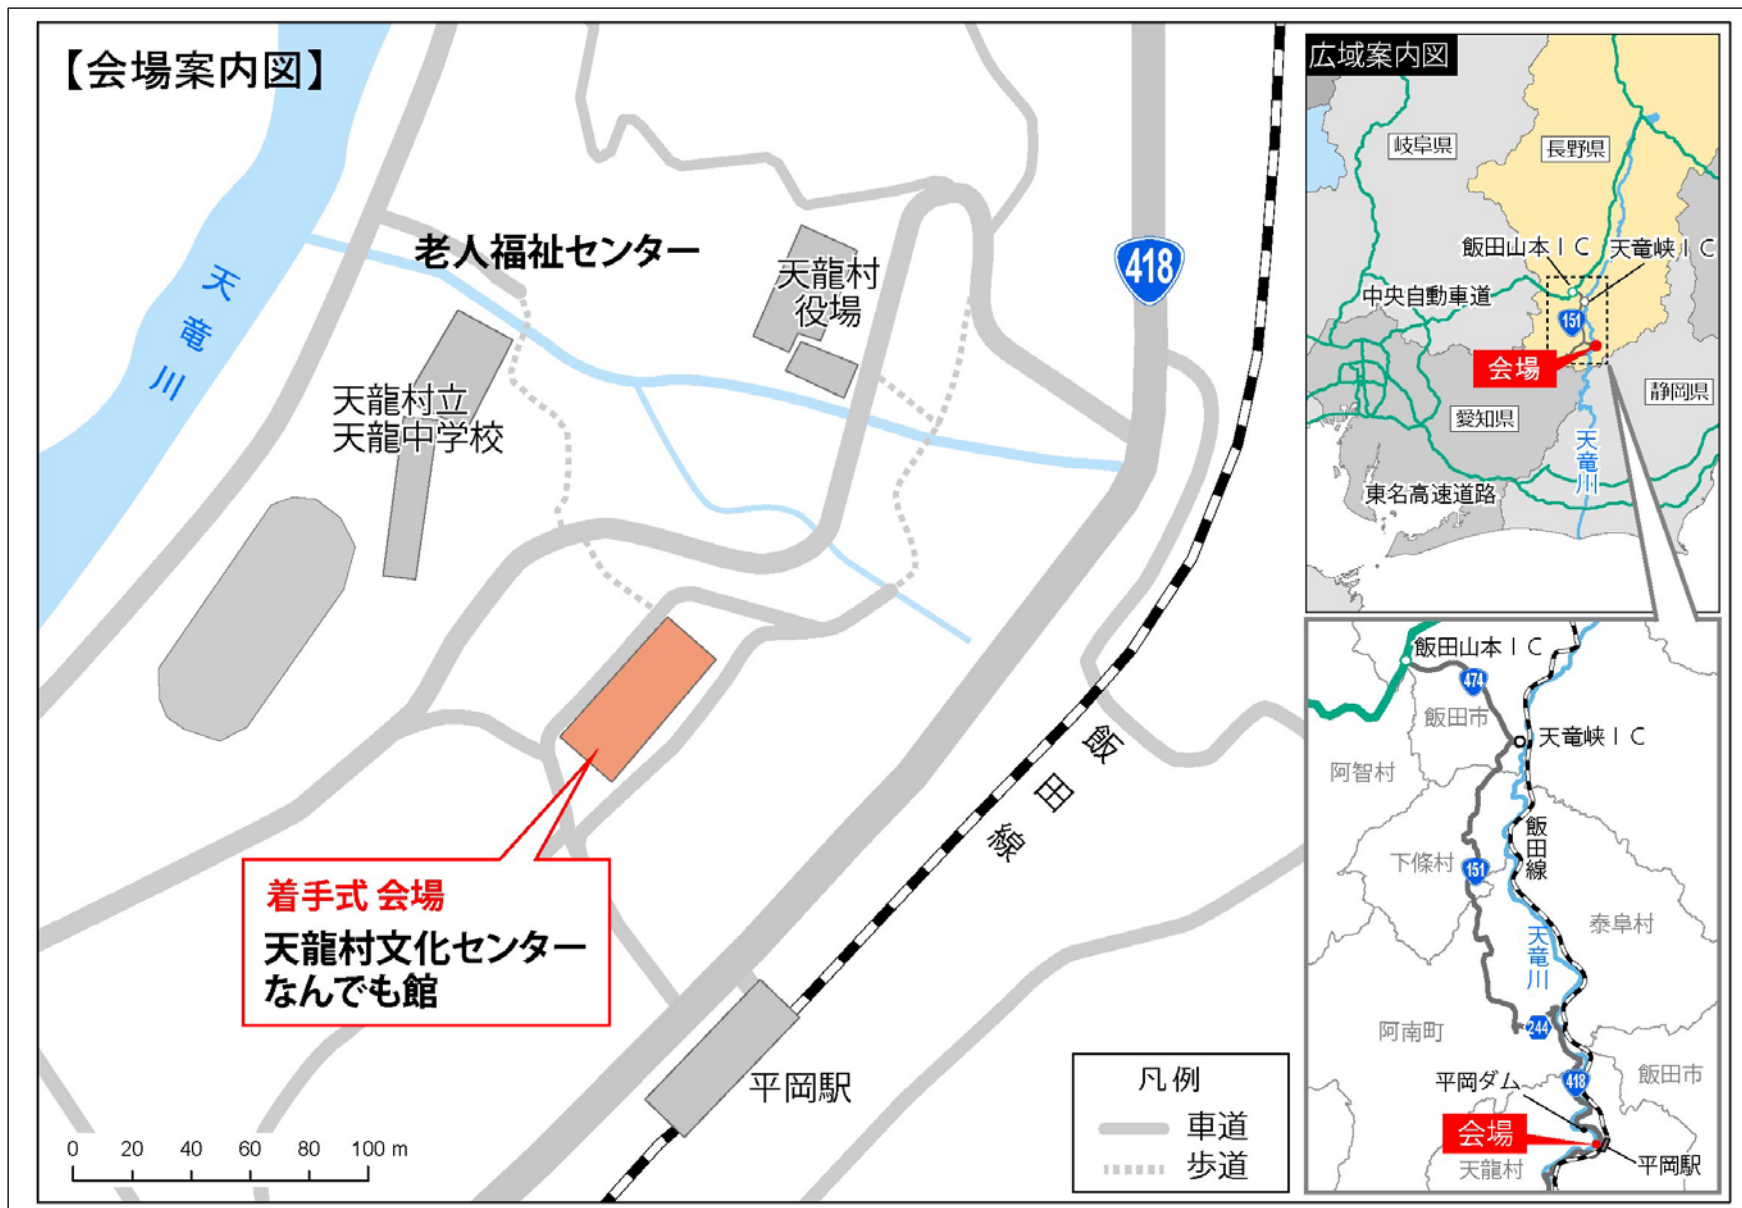 【会場案内図】
天竜川
老人福祉センター
天龍村
役場
418
天龍村立
天龍中学校
飯田線
着手式 会場
天龍村文化センター
なんでも館
平岡駅
0 20 40 60 80 100 m
凡例
車道
歩道
広域案内図
岐阜県
長野県
飯田山本IC
天竜峡IC
中央自動車道
151
会場
静岡県
愛知県
天竜川
東名高速道路
飯田山本IC
474
飯田市
天竜峡IC
阿智村
飯田線
下條村
151
泰阜村
天竜川
244
阿南町
飯田市
平岡ダム
418
会場
天龍村
平岡駅